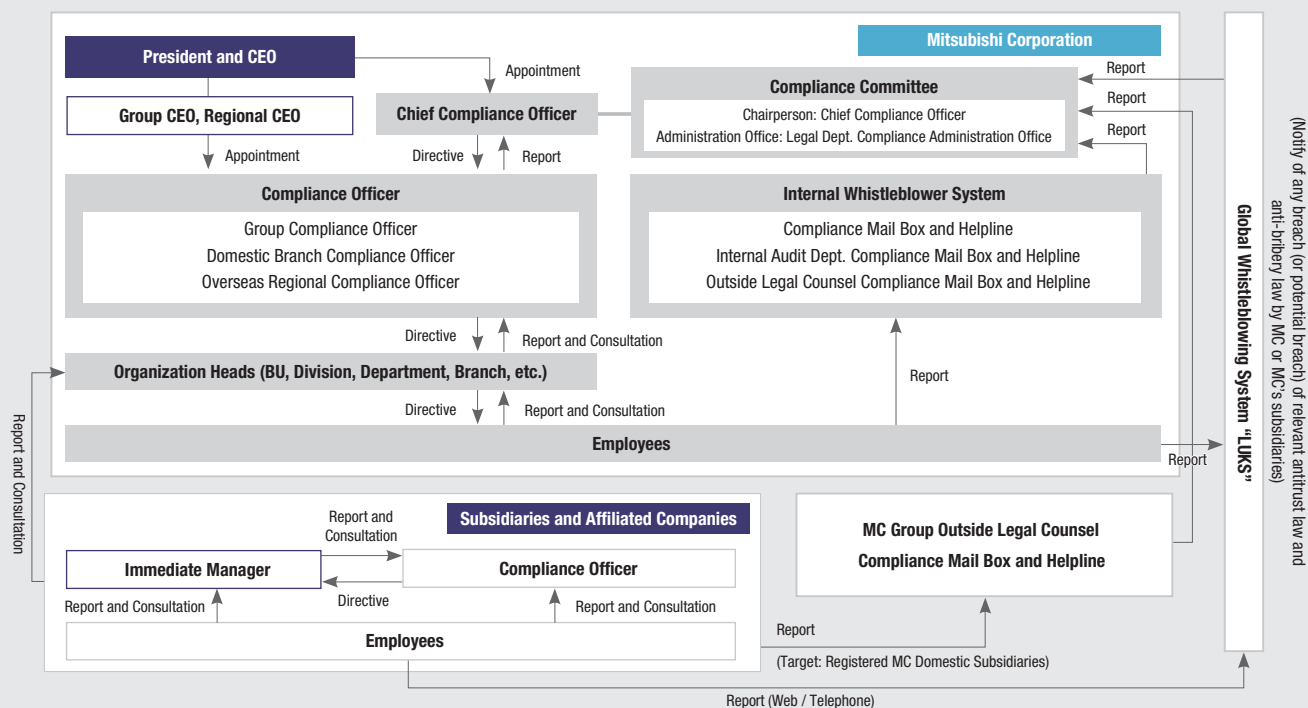 Mitsubishi Corporation
President and CEO
Appointment
Group CEO, Regional CEO
Appointment
Chief Compliance Officer
Directive
Report
Compliance Committee
Chairperson: Chief Compliance Officer
Administration Office: Legal Dept. Compliance Administration Office
Report
Report
Report
Compliance Officer
Group Compliance Officer
Domestic Branch Compliance Officer
Overseas Regional Compliance Officer
Internal Whistleblower System
Compliance Mail Box and Helpline
Internal Audit Dept. Compliance Mail Box and Helpline
Outside Legal Counsel Compliance Mail Box and Helpline
Directive
Report and Consultation
Organization Heads (BU, Division, Department, Branch, etc.)
Directive
Report and Consultation
Report
Employees
Report
Report and Consultation
Global Whistleblowing System “LUKS”
(Notify of any breach (or potential breach) of relevant antitrust law and
anti-bribery law by MC or MC’s subsidiaries)
Subsidiaries and Affiliated Companies
Report and
Consultation
Immediate Manager
Compliance Officer
Directive
Report and Consultation
Report and Consultation
Employees
MC Group Outside Legal Counsel
Compliance Mail Box and Helpline
Report
(Target: Registered MC Domestic Subsidiaries)
Report (Web / Telephone)